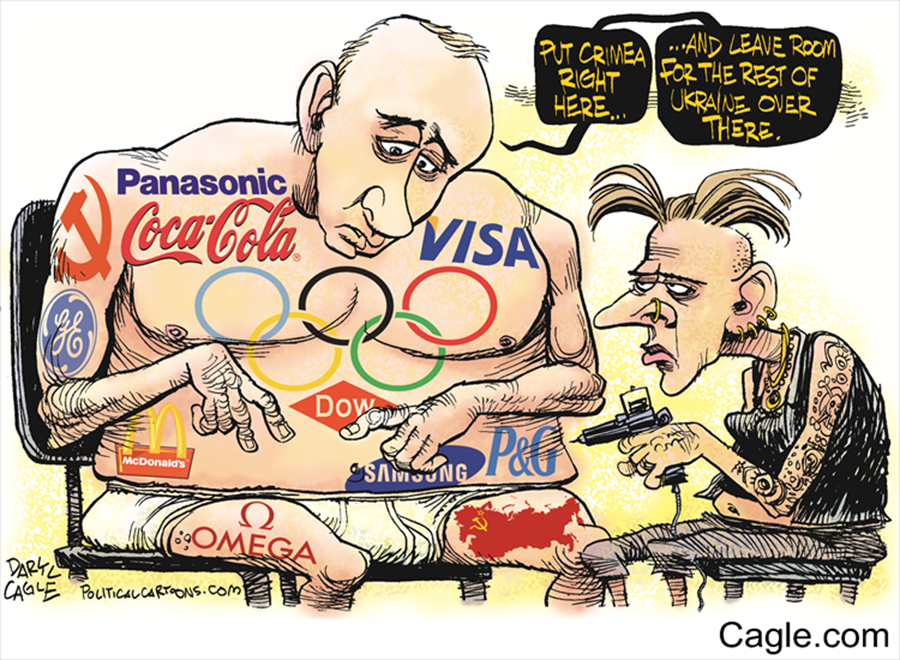 PUT CRIMEA
RIGHT
HERE...
...AND LEAVE ROOM
FOR THE REST OF
UKRAINE OVER
THERE.
Panasonic
Coca-Cola
®
VISA
GE
Dow
M
McDonald's
SAMSUNG
P&G
Ω
OMEGA
DARYL
CAGLE
POLITICALCARTOONS.COM
Cagle.com